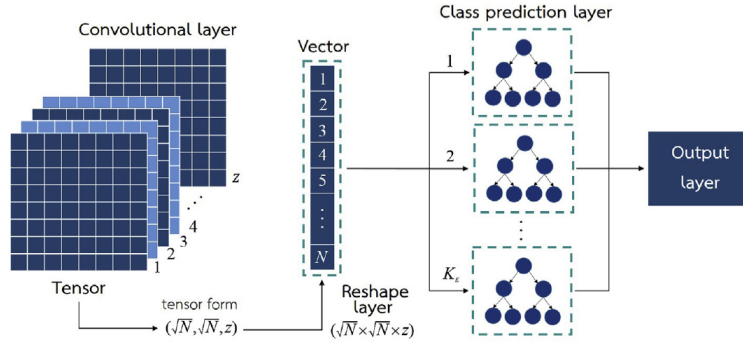 Convolutional layer
z
4
3
2
1
Tensor
tensor form
(√N,√N,z)
Vector
1
2
3
4
5
⋮
N
Reshape
layer
(√N×√N×z)
Class prediction layer
1
2
⋮
Kε
Output
layer